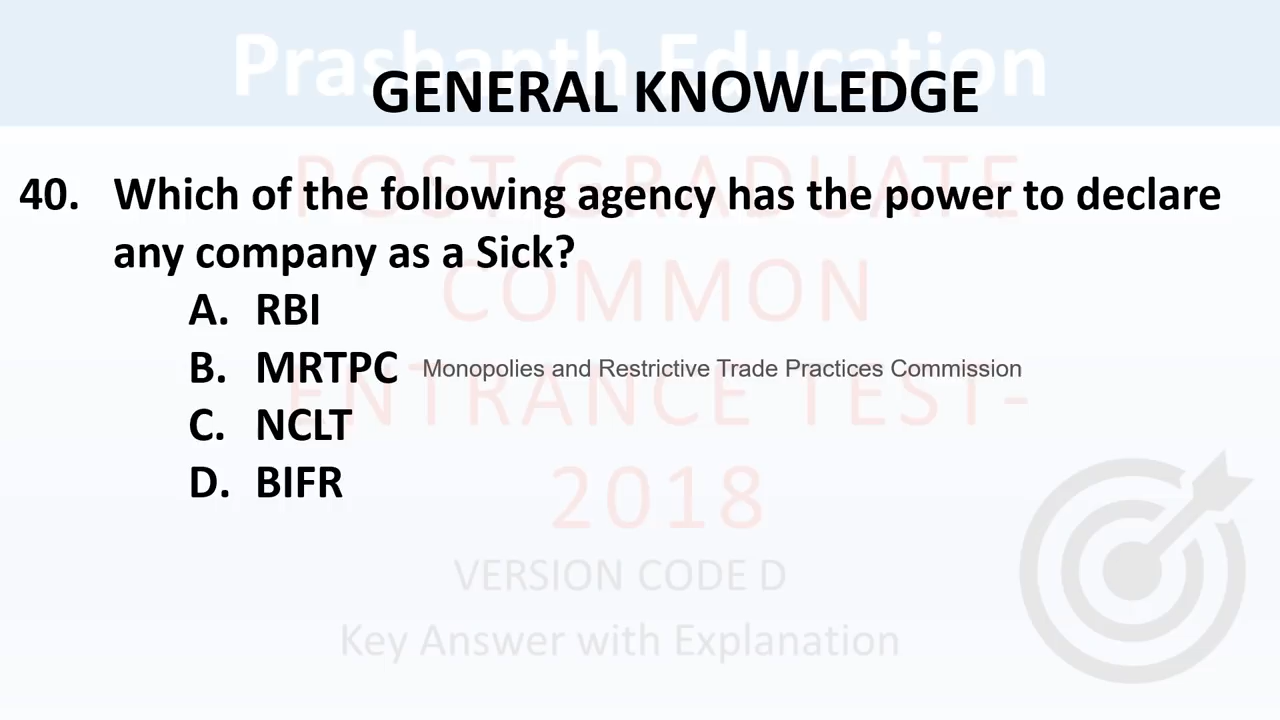 Prashanth Education
GENERAL KNOWLEDGE
POST GRADUATE
40. Which of the following agency has the power to declare
any company as a Sick?
COMMON
A. RBI
B. MRTPC Monopolies and Restrictive Trade Practices Commission
ENTRANCE TEST-
C. NCLT
D. BIFR
2018
VERSION CODE D
Key Answer with Explanation